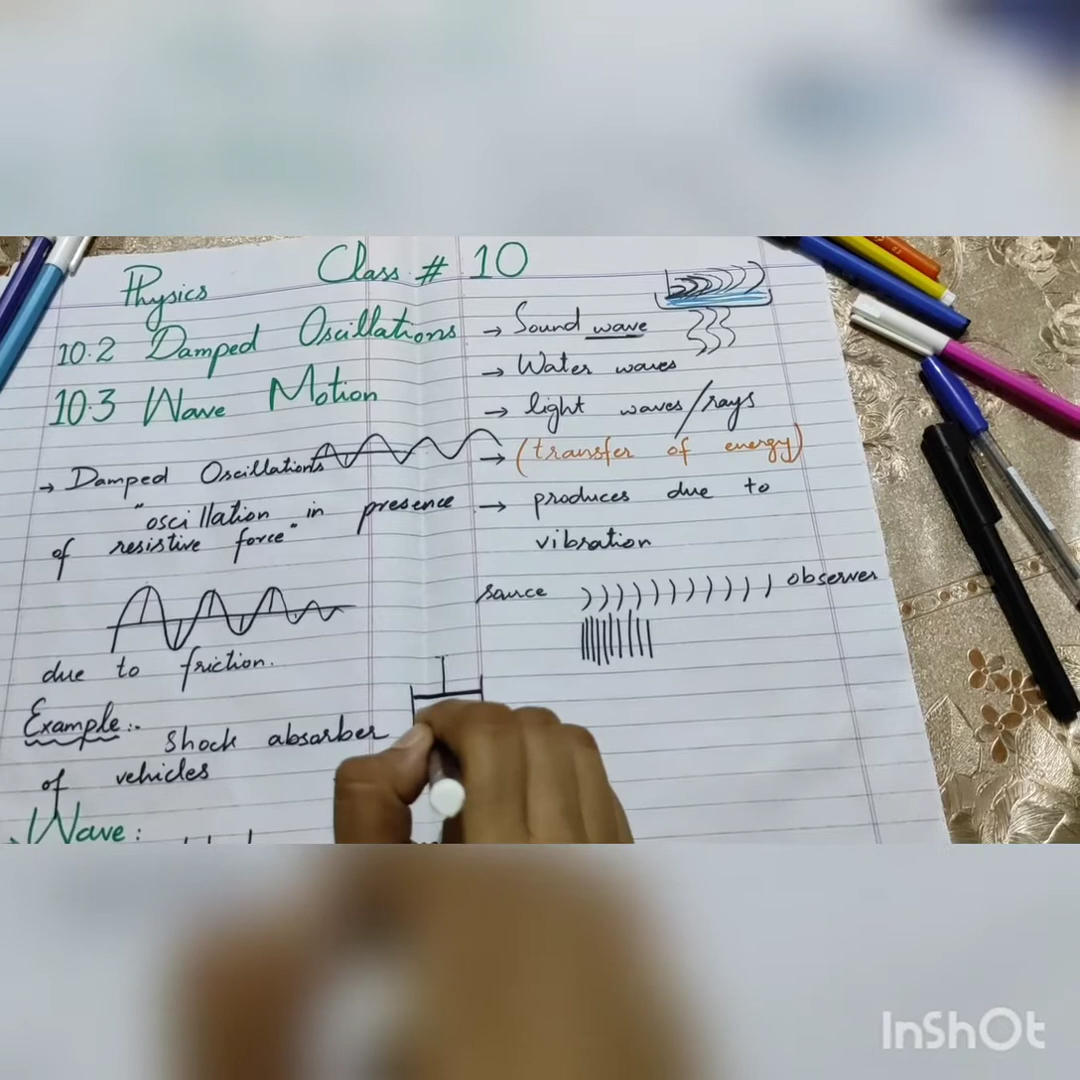 Physics Class # 10
10.2 Damped Oscillations
10.3 Wave Motion
→ Damped Oscillations
"oscillation in presence
of resistive force"
due to friction.
Example:-
Shock absorber
of vehicles
Wave:
→ Sound wave
→ Water waves
→ light waves/rays
→ (transfer of energy)
→ produces due to
vibration
source observer
InShOt